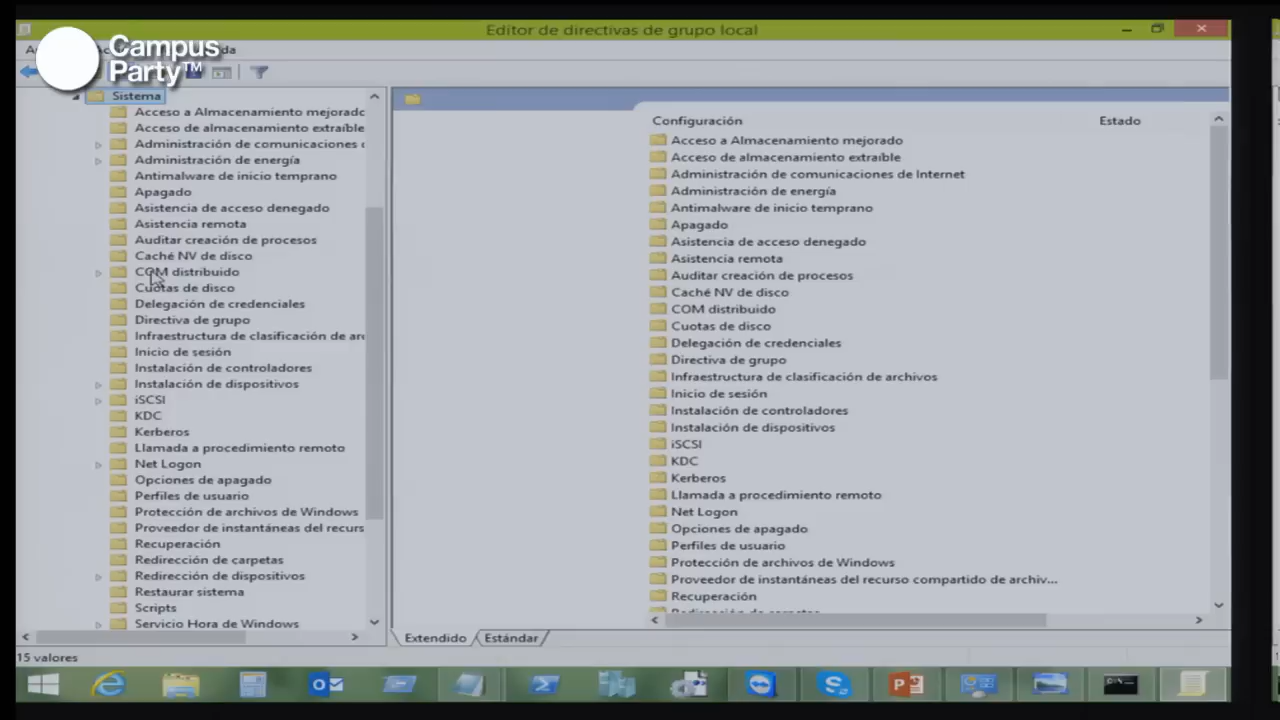 Editor de directivas de grupo local
Campus
Party™
Sistema
Acceso a Almacenamiento mejorado
Acceso de almacenamiento extraíble
Administración de comunicaciones
Administración de energía
Antimalware de inicio temprano
Apagado
Asistencia de acceso denegado
Asistencia remota
Auditar creación de procesos
Caché NV de disco
COM distribuido
Cuotas de disco
Delegación de credenciales
Directiva de grupo
Infraestructura de clasificación de arc
Inicio de sesión
Instalación de controladores
Instalación de dispositivos
iSCSI
KDC
Kerberos
Llamada a procedimiento remoto
Net Logon
Opciones de apagado
Perfiles de usuario
Protección de archivos de Windows
Proveedor de instantáneas del recurs
Recuperación
Redirección de carpetas
Redirección de dispositivos
Restaurar sistema
Scripts
Servicio Hora de Windows
Configuración Estado
Acceso a Almacenamiento mejorado
Acceso de almacenamiento extraíble
Administración de comunicaciones de Internet
Administración de energía
Antimalware de inicio temprano
Apagado
Asistencia de acceso denegado
Asistencia remota
Auditar creación de procesos
Caché NV de disco
COM distribuido
Cuotas de disco
Delegación de credenciales
Directiva de grupo
Infraestructura de clasificación de archivos
Inicio de sesión
Instalación de controladores
Instalación de dispositivos
iSCSI
KDC
Kerberos
Llamada a procedimiento remoto
Net Logon
Opciones de apagado
Perfiles de usuario
Protección de archivos de Windows
Proveedor de instantáneas del recurso compartido de archiv...
Recuperación
Extendido Estándar
15 valores